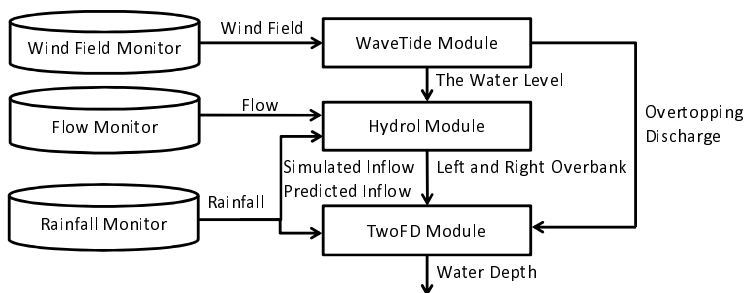 Wind Field Monitor
Wind Field
WaveTide Module
The Water Level
Flow Monitor
Flow
Hydrol Module
Overtopping
Discharge
Simulated Inflow
Predicted Inflow
Left and Right Overbank
Rainfall Monitor
Rainfall
TwoFD Module
Water Depth